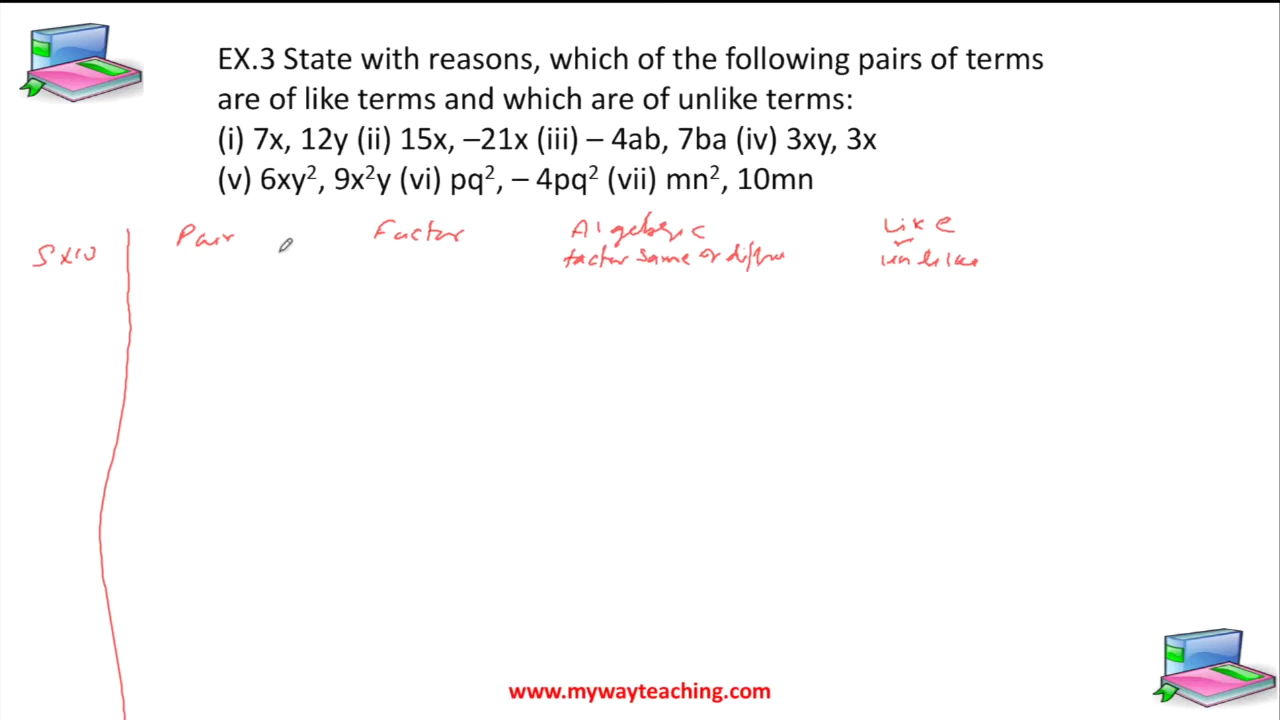 EX.3 State with reasons, which of the following pairs of terms
are of like terms and which are of unlike terms:
(i) 7x, 12y (ii) 15x, –21x (iii) – 4ab, 7ba (iv) 3xy, 3x
(v) 6xy², 9x²y (vi) pq², – 4pq² (vii) mn², 10mn
Pair Factor Algebric Like
factor same or unlike
www.mywayteaching.com